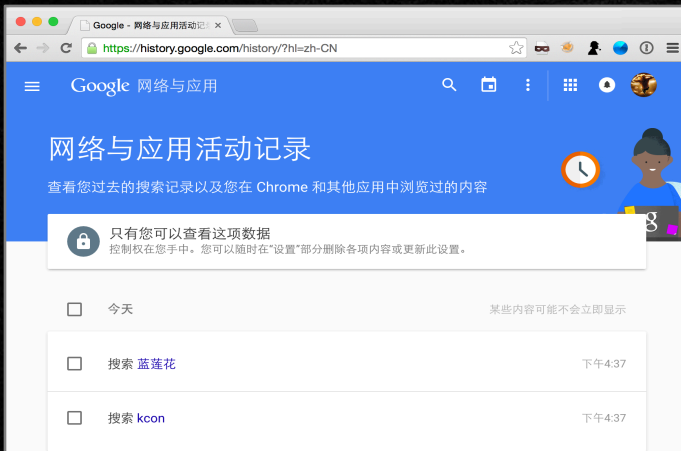 Google - 网络与应用活动记
https://history.google.com/history/?hl=zh-CN
Google 网络与应用
网络与应用活动记录
查看您过去的搜索记录以及您在 Chrome 和其他应用中浏览过的内容
g
只有您可以查看这项数据
控制权在您手中。您可以随时在“设置”部分删除各项内容或更新此设置。
今天 某些内容可能不会立即显示
搜索 蓝莲花 下午4:37
搜索 kcon 下午4:37